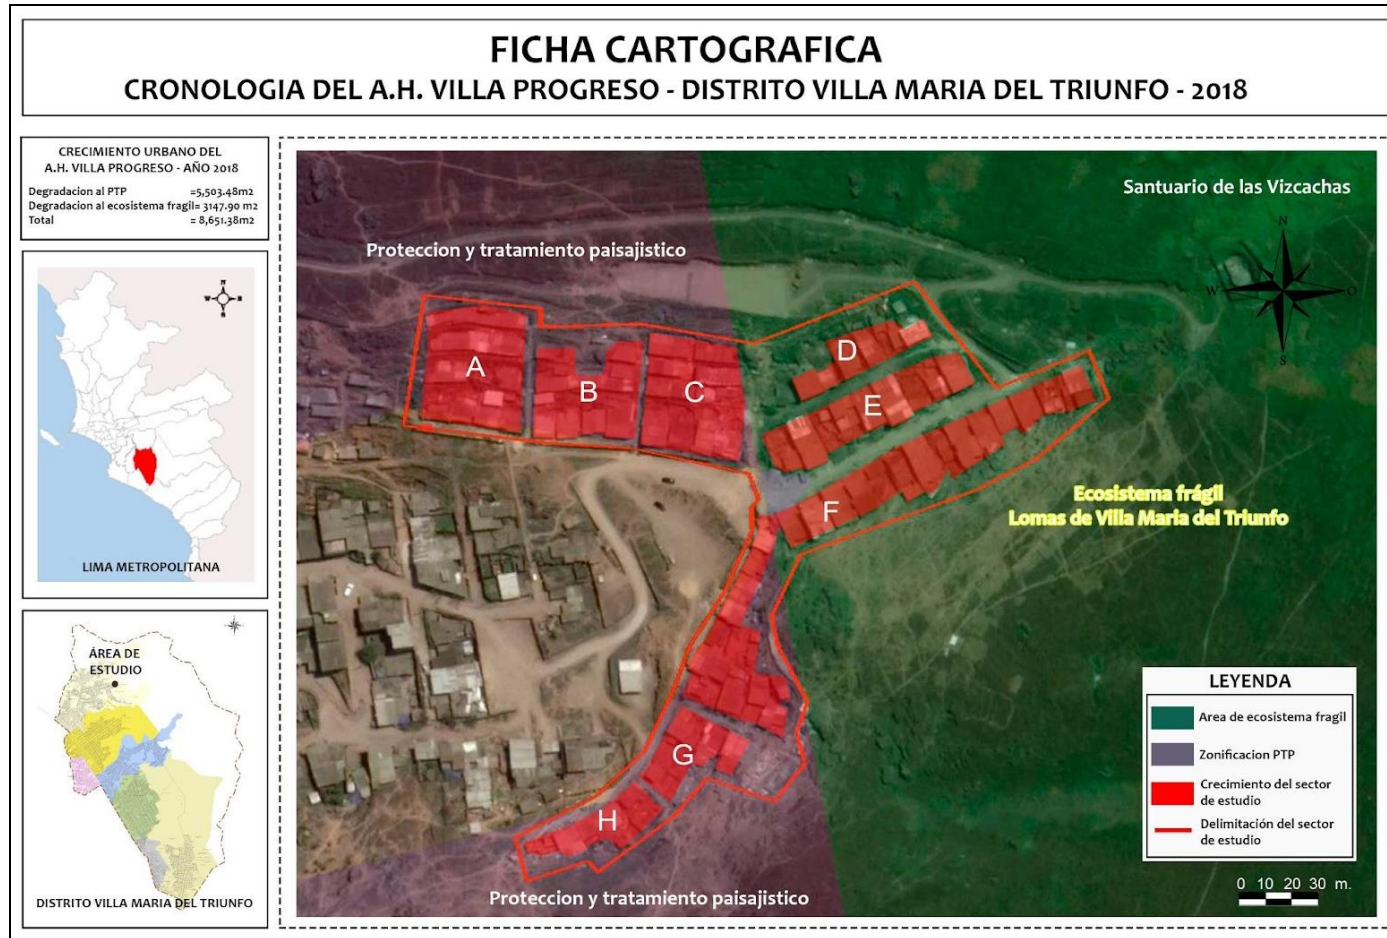 FICHA CARTOGRAFICA
CRONOLOGIA DEL A.H. VILLA PROGRESO - DISTRITO VILLA MARIA DEL TRIUNFO - 2018
CRECIMIENTO URBANO DEL
A.H. VILLA PROGRESO - AÑO 2018
Degradacion al PTP =5,503.48m2
Degradacion al ecosistema fragil= 3147.90 m2
Total = 8,651.38m2
N
W E
S
LIMA METROPOLITANA
ÁREA DE
ESTUDIO
DISTRITO VILLA MARIA DEL TRIUNFO
Santuario de las Vizcachas
Proteccion y tratamiento paisajistico
N
W O
S
A
B
C
D
E
F
G
H
Ecosistema frágil
Lomas de Villa Maria del Triunfo
Proteccion y tratamiento paisajistico
LEYENDA
Area de ecosistema fragil
Zonificacion PTP
Crecimiento del sector
de estudio
Delimitación del sector
de estudio
0 10 20 30 m.